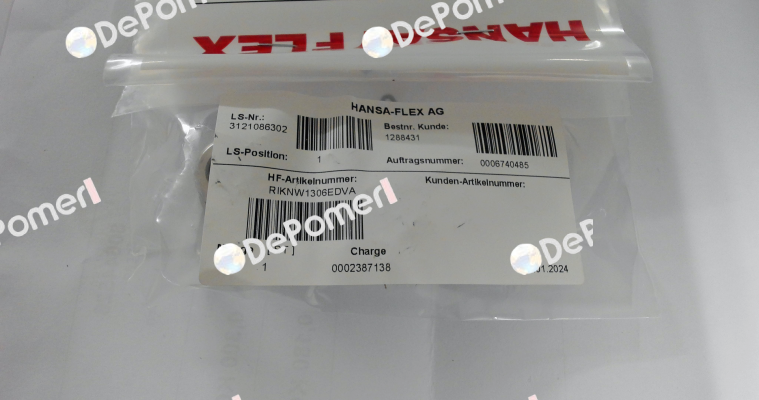 HANSA-FLEX
HANSA-FLEX AG
LS-Nr.:
3121086302
Bestnr. Kunde:
1288431
LS-Position:
1
Auftragsnummer:
0006740485
HF-Artikelnummer:
RIKNW1306EDVA
Kunden-Artikelnummer:
Charge
1
0002387138
01.2024
DePomerl
DePomerl
DePomerl
DePomerl
DePomerl